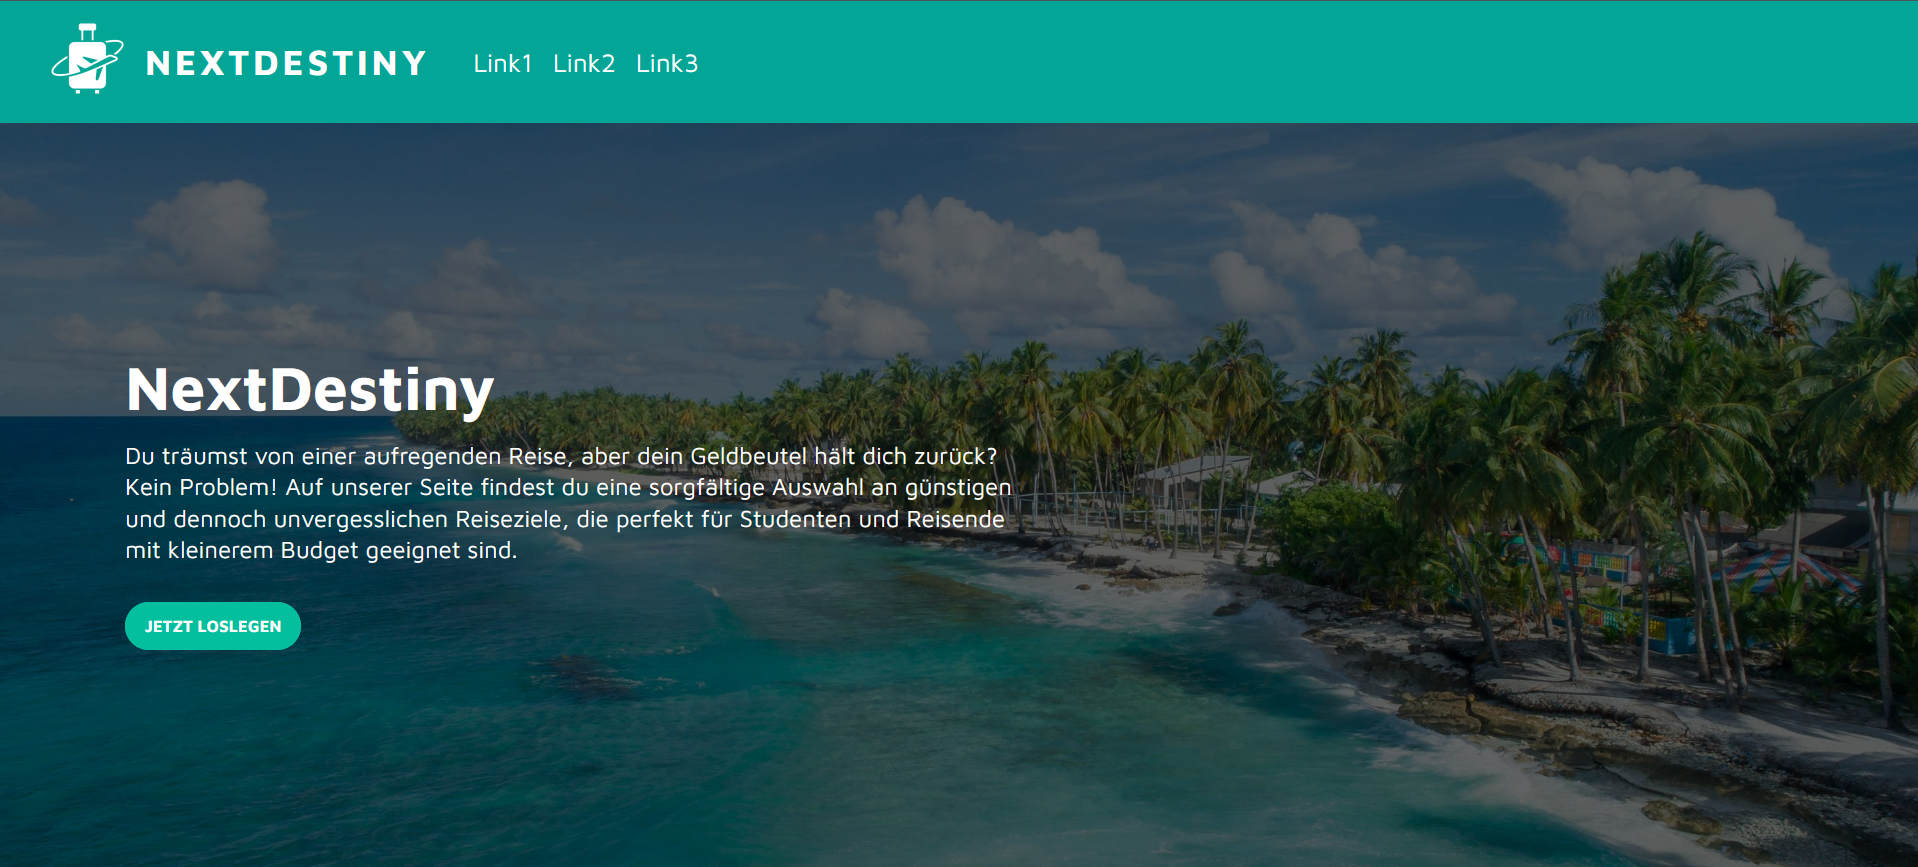 NEXTDESTINY Link1 Link2 Link3
NextDestiny
Du träumst von einer aufregenden Reise, aber dein Geldbeutel hält dich zurück?
Kein Problem! Auf unserer Seite findest du eine sorgfältige Auswahl an günstigen
und dennoch unvergesslichen Reiseziele, die perfekt für Studenten und Reisende
mit kleinerem Budget geeignet sind.
JETZT LOSLEGEN